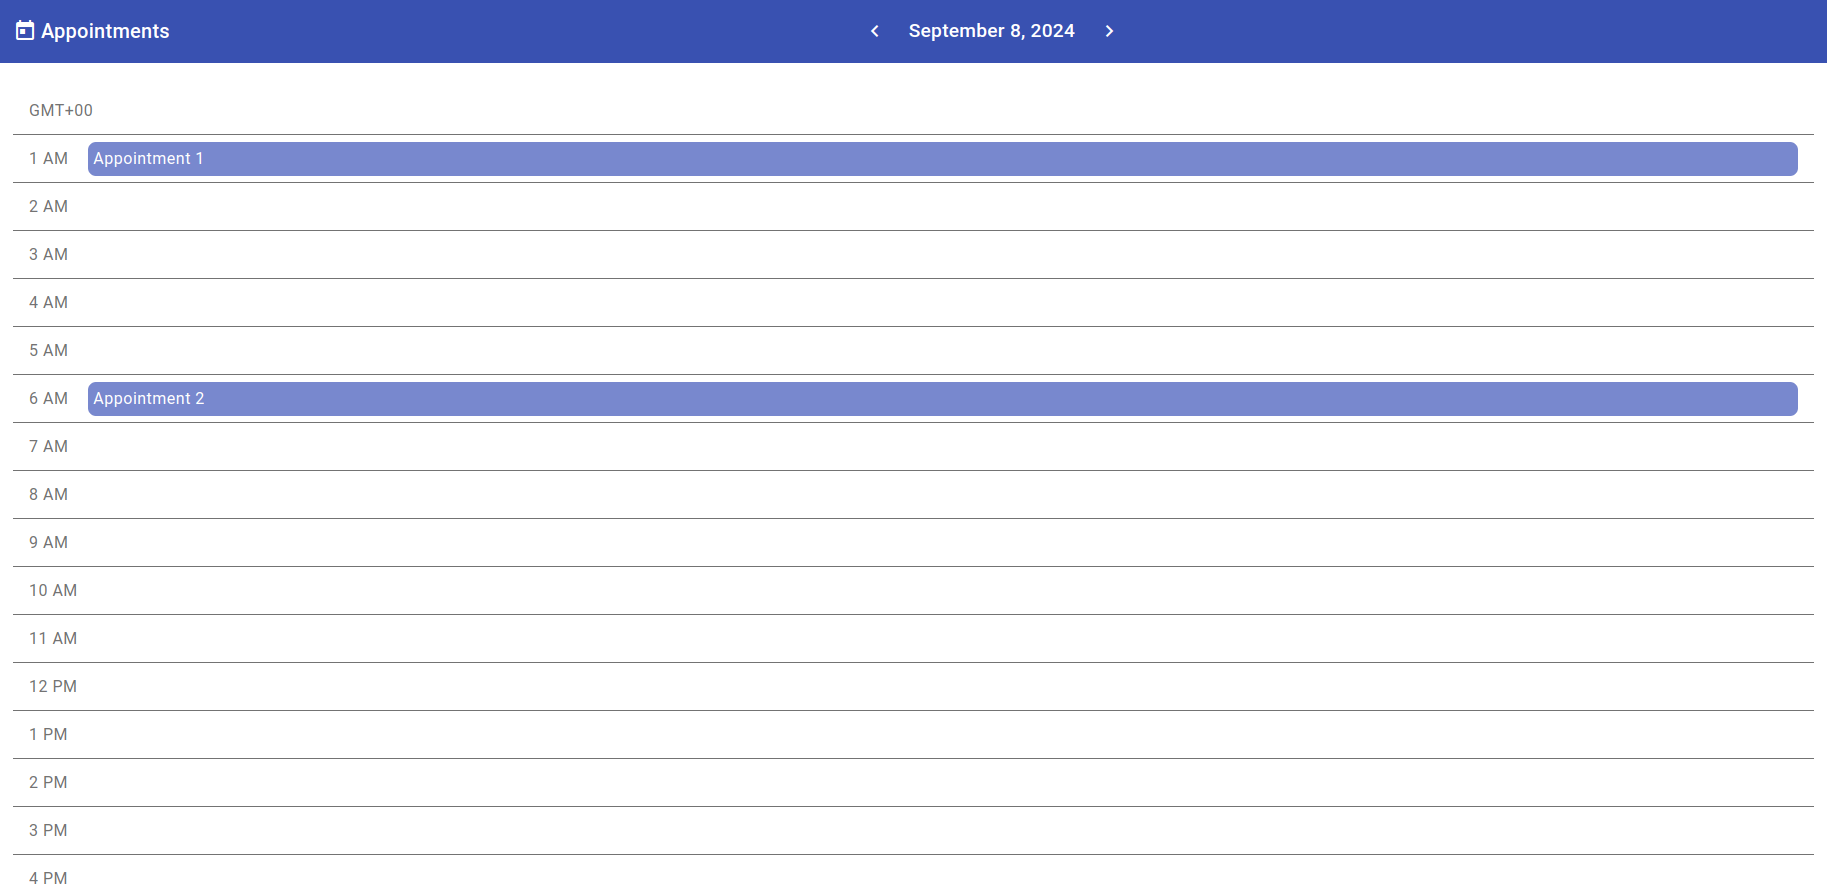 Appointments
September 8, 2024
GMT+00
1 AM Appointment 1
2 AM
3 AM
4 AM
5 AM
6 AM Appointment 2
7 AM
8 AM
9 AM
10 AM
11 AM
12 PM
1 PM
2 PM
3 PM
4 PM